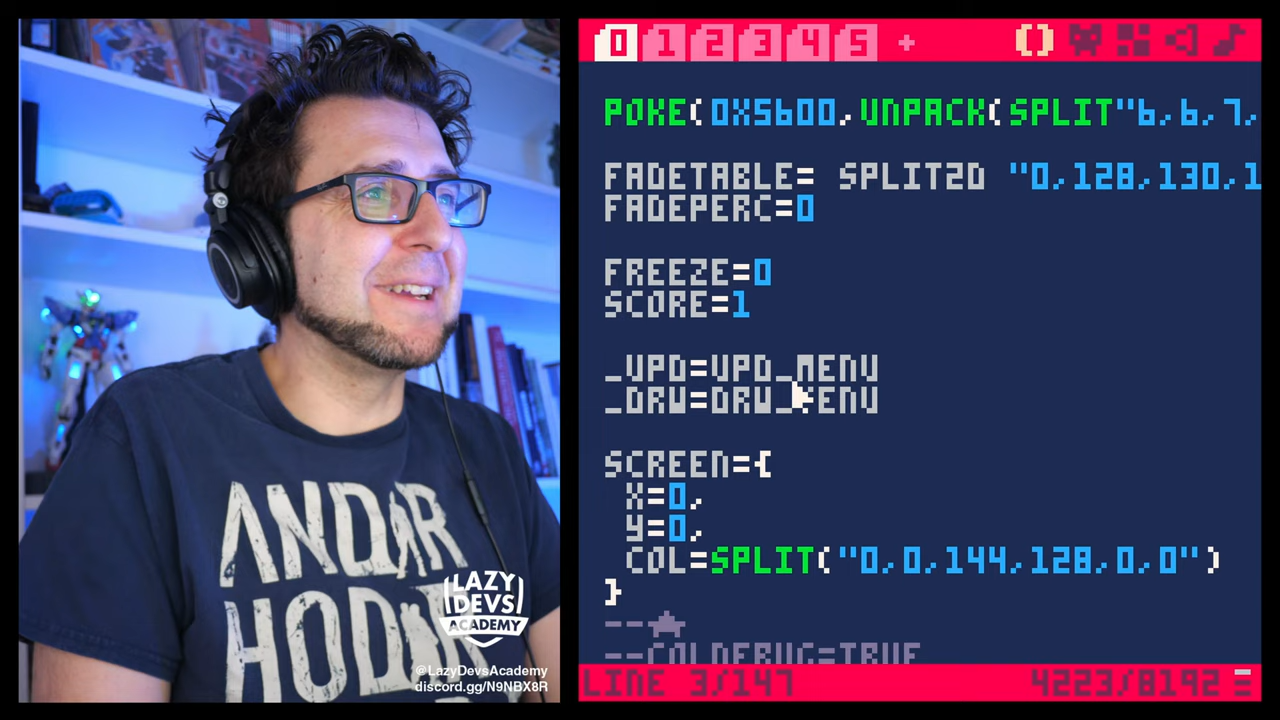 ANDOR
HODOR
LAZY
DEVS
ACADEMY
@LazyDevsAcademy
discord.gg/N9NBX8R
0 1 2 3 4 5 +
POKE(0X5600,UNPACK(SPLIT"6,6,7,
FADETABLE= SPLIT2D "0,128,130,1
FADEPERC=0
FREEZE=0
SCORE=1
_UPD=UPD_MENU
_DRW=DRW_MENU
SCREEN={
X=0,
Y=0,
COL=SPLIT("0,0,144,128,0,0")
}
--
--COLDEBUG=TRUE
LINE 3/147
4223/8192